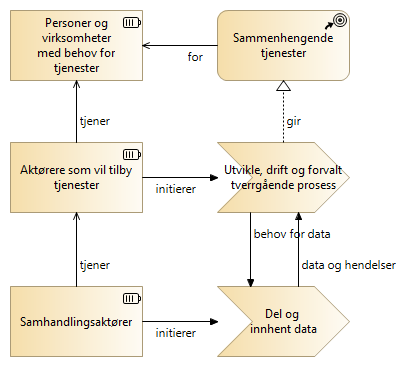 Personer og
virksomheter
med behov for
tjenester
Sammenhengende
tjenester
for
tjener
gir
Aktørere som vil tilby
tjenester
initierer
Utvikle, drift og forvalt
tverrgående prosess
behov for data
tjener
data og hendelser
Samhandlingsaktører
initierer
Del og
innhent data